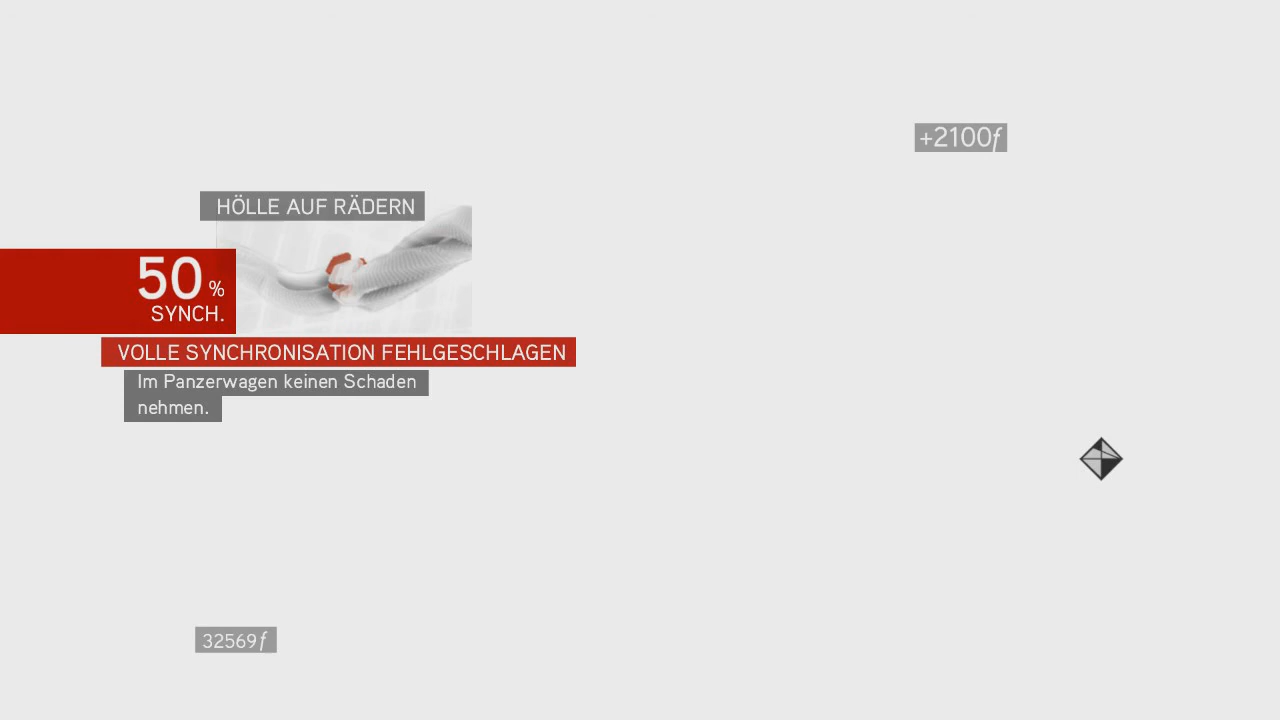 +2100ƒ
HÖLLE AUF RÄDERN
50 %
SYNCH.
VOLLE SYNCHRONISATION FEHLGESCHLAGEN
Im Panzerwagen keinen Schaden
nehmen.
32569ƒ